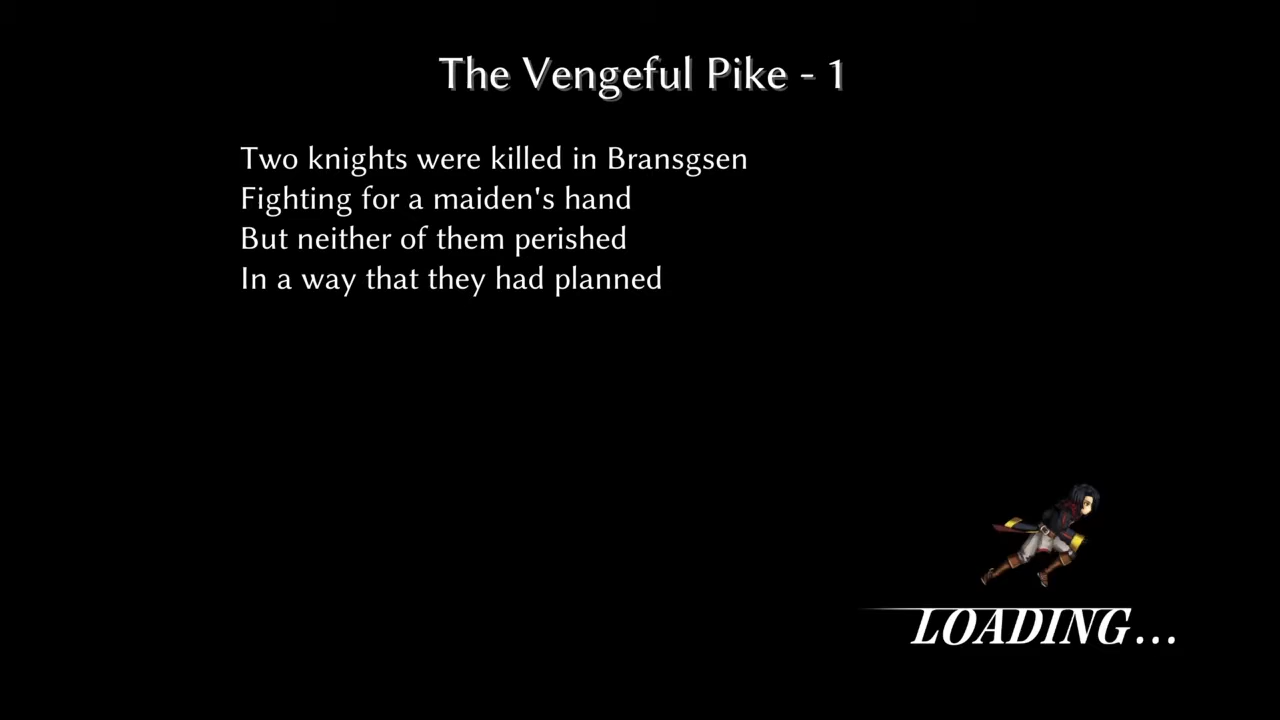 The Vengeful Pike - 1
Two knights were killed in Bransgsen
Fighting for a maiden's hand
But neither of them perished
In a way that they had planned
LOADING...